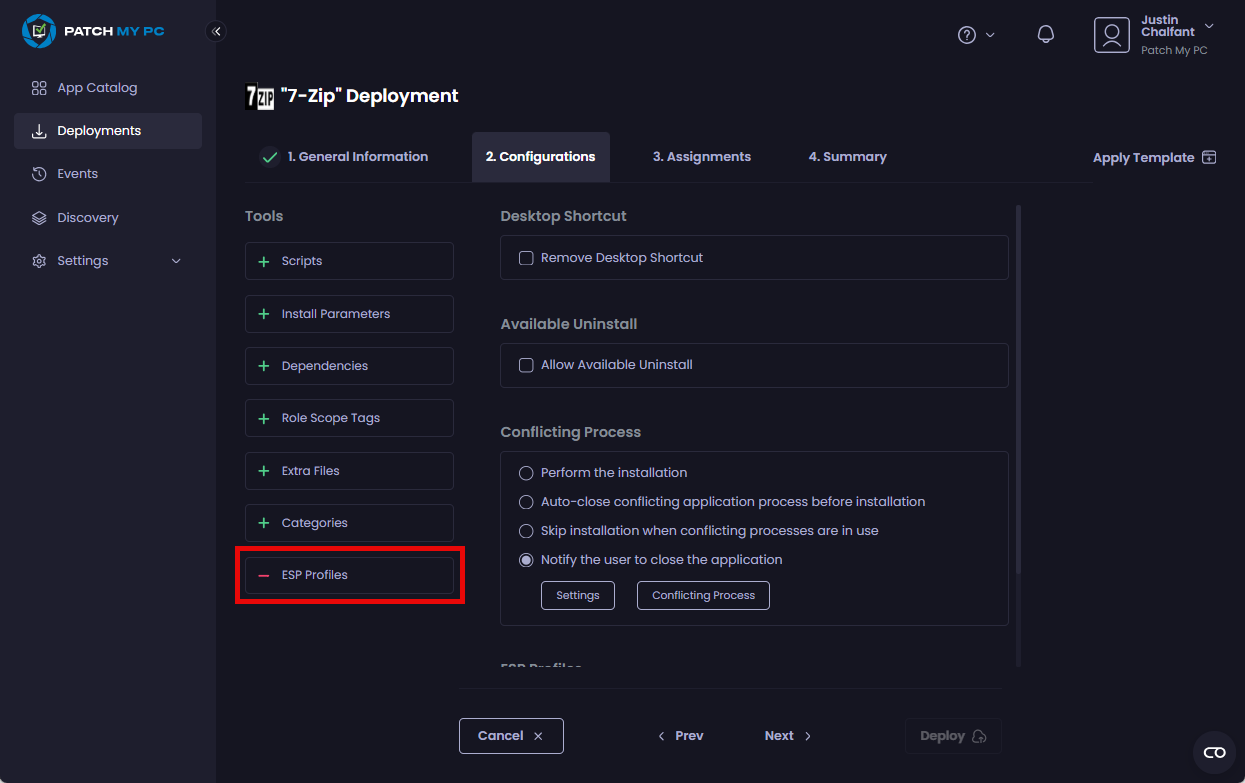 PATCH MY PC
Justin
Chalfant
Patch My PC
App Catalog
Deployments
Events
Discovery
Settings
7ZIP "7-Zip" Deployment
1. General Information
2. Configurations
3. Assignments
4. Summary
Apply Template
Tools
Scripts
Install Parameters
Dependencies
Role Scope Tags
Extra Files
Categories
ESP Profiles
Desktop Shortcut
Remove Desktop Shortcut
Available Uninstall
Allow Available Uninstall
Conflicting Process
Perform the installation
Auto-close conflicting application process before installation
Skip installation when conflicting processes are in use
Notify the user to close the application
Settings
Conflicting Process
ESP Profiles
Cancel
Prev
Next
Deploy